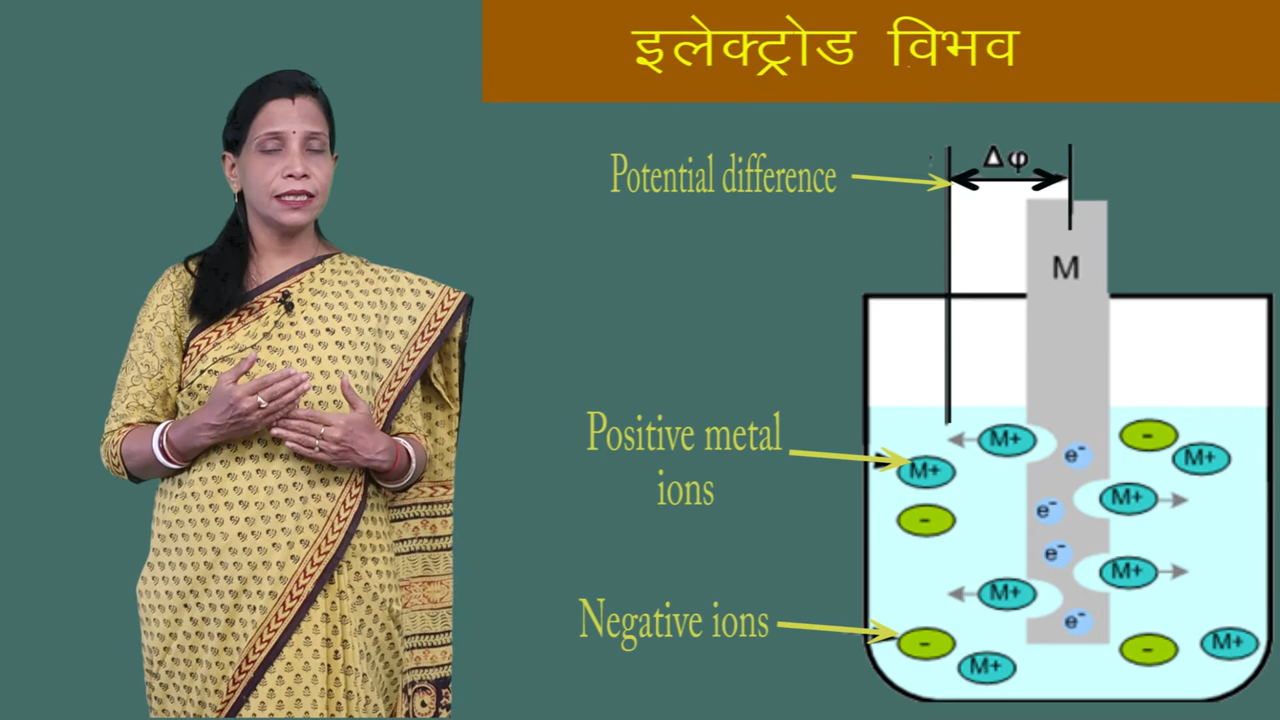 इलेक्ट्रोड विभव
Potential difference
Δφ
M
Positive metal
ions
M+
e⁻
-
M+
M+
M+
e⁻
-
e⁻
M+
M+
Negative ions
e⁻
-
-
M+
M+